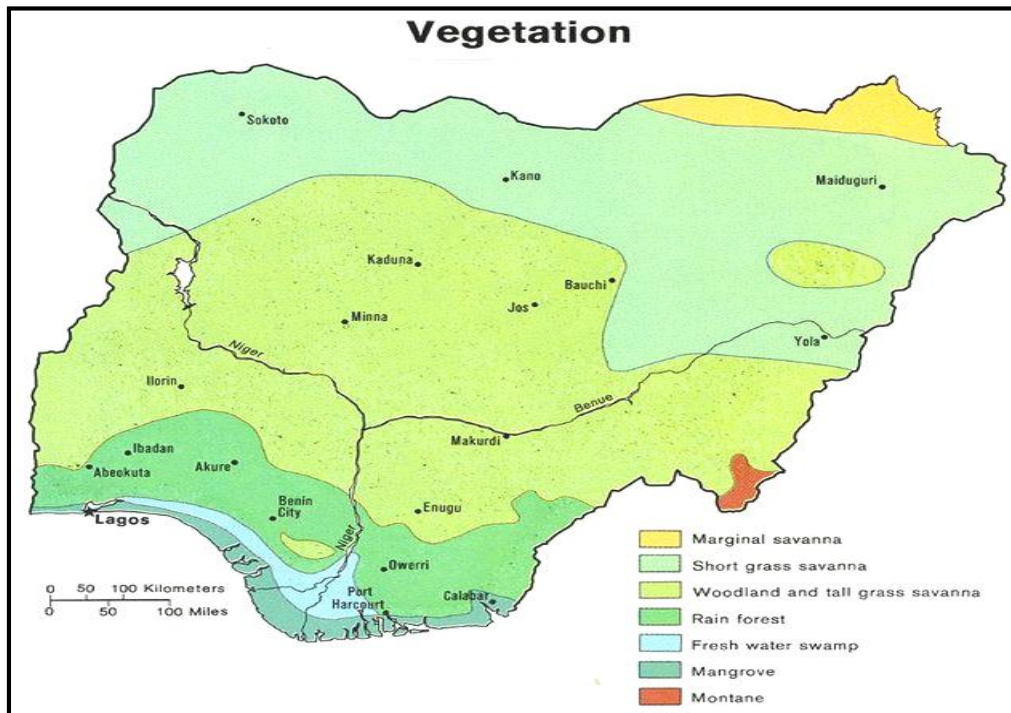 Vegetation
Sokoto
Kano
Maiduguri
Kaduna
Bauchi
Jos
Minna
Yola
Niger
Ilorin
Benue
Makurdi
Ibadan
Akure
Abeokuta
Benin
City
Enugu
Lagos
Niger
Owerri
Port
Harcourt
Calabar
0 50 100 Kilometers
0 50 100 Miles
Marginal savanna
Short grass savanna
Woodland and tall grass savanna
Rain forest
Fresh water swamp
Mangrove
Montane